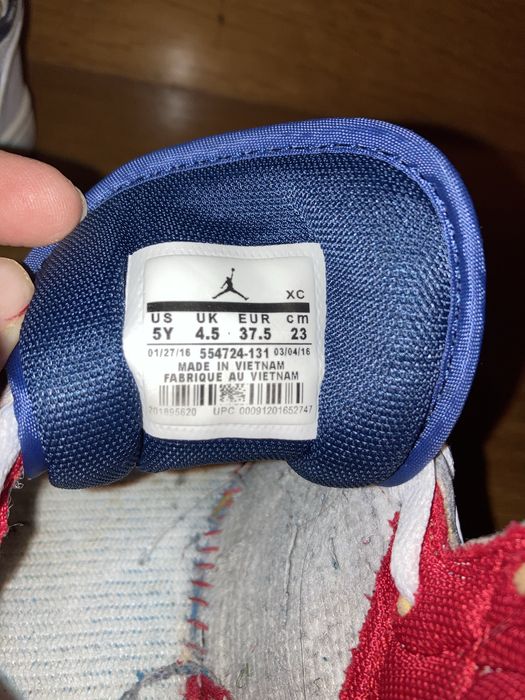 XC
US UK EUR cm
5Y 4.5 37.5 23
01/27/16 554724-131 03/04/16
MADE IN VIETNAM
FABRIQUE AU VIETNAM
201895620 UPC 00091201652747